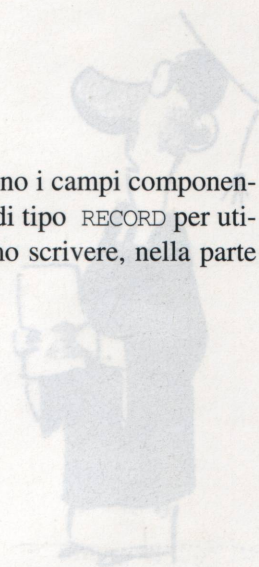 no i campi componen-
di tipo RECORD per uti-
no scrivere, nella parte